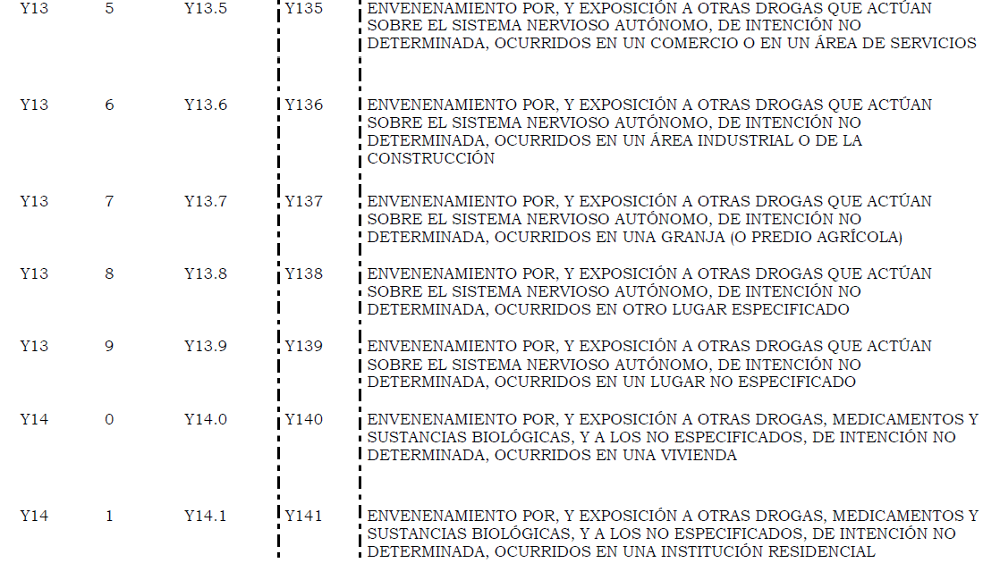 Y13 5 Y13.5 Y135 ENVENENAMIENTO POR, Y EXPOSICIÓN A OTRAS DROGAS QUE ACTÚAN
SOBRE EL SISTEMA NERVIOSO AUTÓNOMO, DE INTENCIÓN NO
DETERMINADA, OCURRIDOS EN UN COMERCIO O EN UN ÁREA DE SERVICIOS
Y13 6 Y13.6 Y136 ENVENENAMIENTO POR, Y EXPOSICIÓN A OTRAS DROGAS QUE ACTÚAN
SOBRE EL SISTEMA NERVIOSO AUTÓNOMO, DE INTENCIÓN NO
DETERMINADA, OCURRIDOS EN UN ÁREA INDUSTRIAL O DE LA
CONSTRUCCIÓN
Y13 7 Y13.7 Y137 ENVENENAMIENTO POR, Y EXPOSICIÓN A OTRAS DROGAS QUE ACTÚAN
SOBRE EL SISTEMA NERVIOSO AUTÓNOMO, DE INTENCIÓN NO
DETERMINADA, OCURRIDOS EN UNA GRANJA (O PREDIO AGRÍCOLA)
Y13 8 Y13.8 Y138 ENVENENAMIENTO POR, Y EXPOSICIÓN A OTRAS DROGAS QUE ACTÚAN
SOBRE EL SISTEMA NERVIOSO AUTÓNOMO, DE INTENCIÓN NO
DETERMINADA, OCURRIDOS EN OTRO LUGAR ESPECIFICADO
Y13 9 Y13.9 Y139 ENVENENAMIENTO POR, Y EXPOSICIÓN A OTRAS DROGAS QUE ACTÚAN
SOBRE EL SISTEMA NERVIOSO AUTÓNOMO, DE INTENCIÓN NO
DETERMINADA, OCURRIDOS EN UN LUGAR NO ESPECIFICADO
Y14 0 Y14.0 Y140 ENVENENAMIENTO POR, Y EXPOSICIÓN A OTRAS DROGAS, MEDICAMENTOS Y
SUSTANCIAS BIOLÓGICAS, Y A LOS NO ESPECIFICADOS, DE INTENCIÓN NO
DETERMINADA, OCURRIDOS EN UNA VIVIENDA
Y14 1 Y14.1 Y141 ENVENENAMIENTO POR, Y EXPOSICIÓN A OTRAS DROGAS, MEDICAMENTOS Y
SUSTANCIAS BIOLÓGICAS, Y A LOS NO ESPECIFICADOS, DE INTENCIÓN NO
DETERMINADA, OCURRIDOS EN UNA INSTITUCIÓN RESIDENCIAL